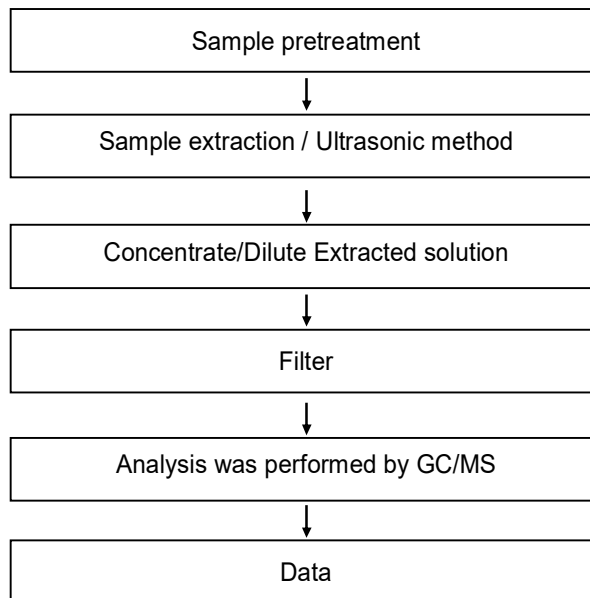 Sample pretreatment
Sample extraction / Ultrasonic method
Concentrate/Dilute Extracted solution
Filter
Analysis was performed by GC/MS
Data